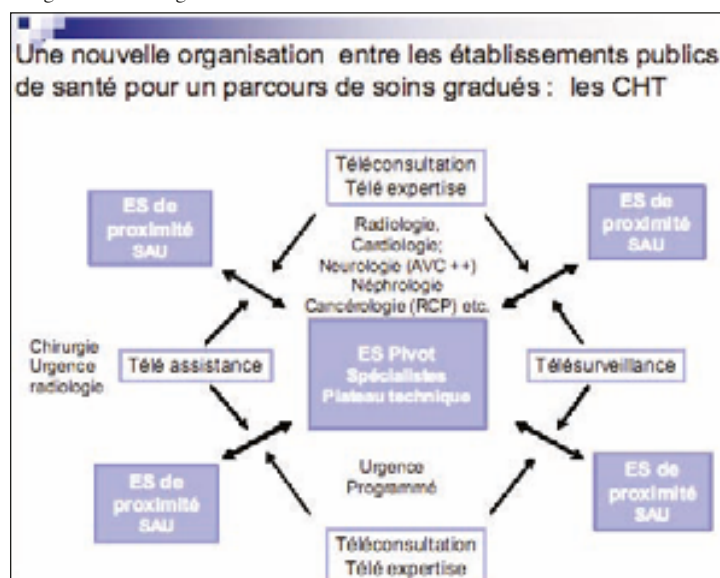 Une nouvelle organisation entre les établissements publics
de santé pour un parcours de soins gradués : les CHT
Téléconsultation
Télé expertise
ES de
proximité
SAU
ES de
proximité
SAU
Radiologie,
Cardiologie;
Neurologie (AVC ++)
Néphrologie
Cancérologie (RCP) etc.
Chirurgie
Urgence
radiologie
Télé assistance
ES Pivot
Spécialistes
Plateau technique
Télésurveillance
ES de
proximité
SAU
Urgence
Programmé
ES de
proximité
SAU
Téléconsultation
Télé expertise